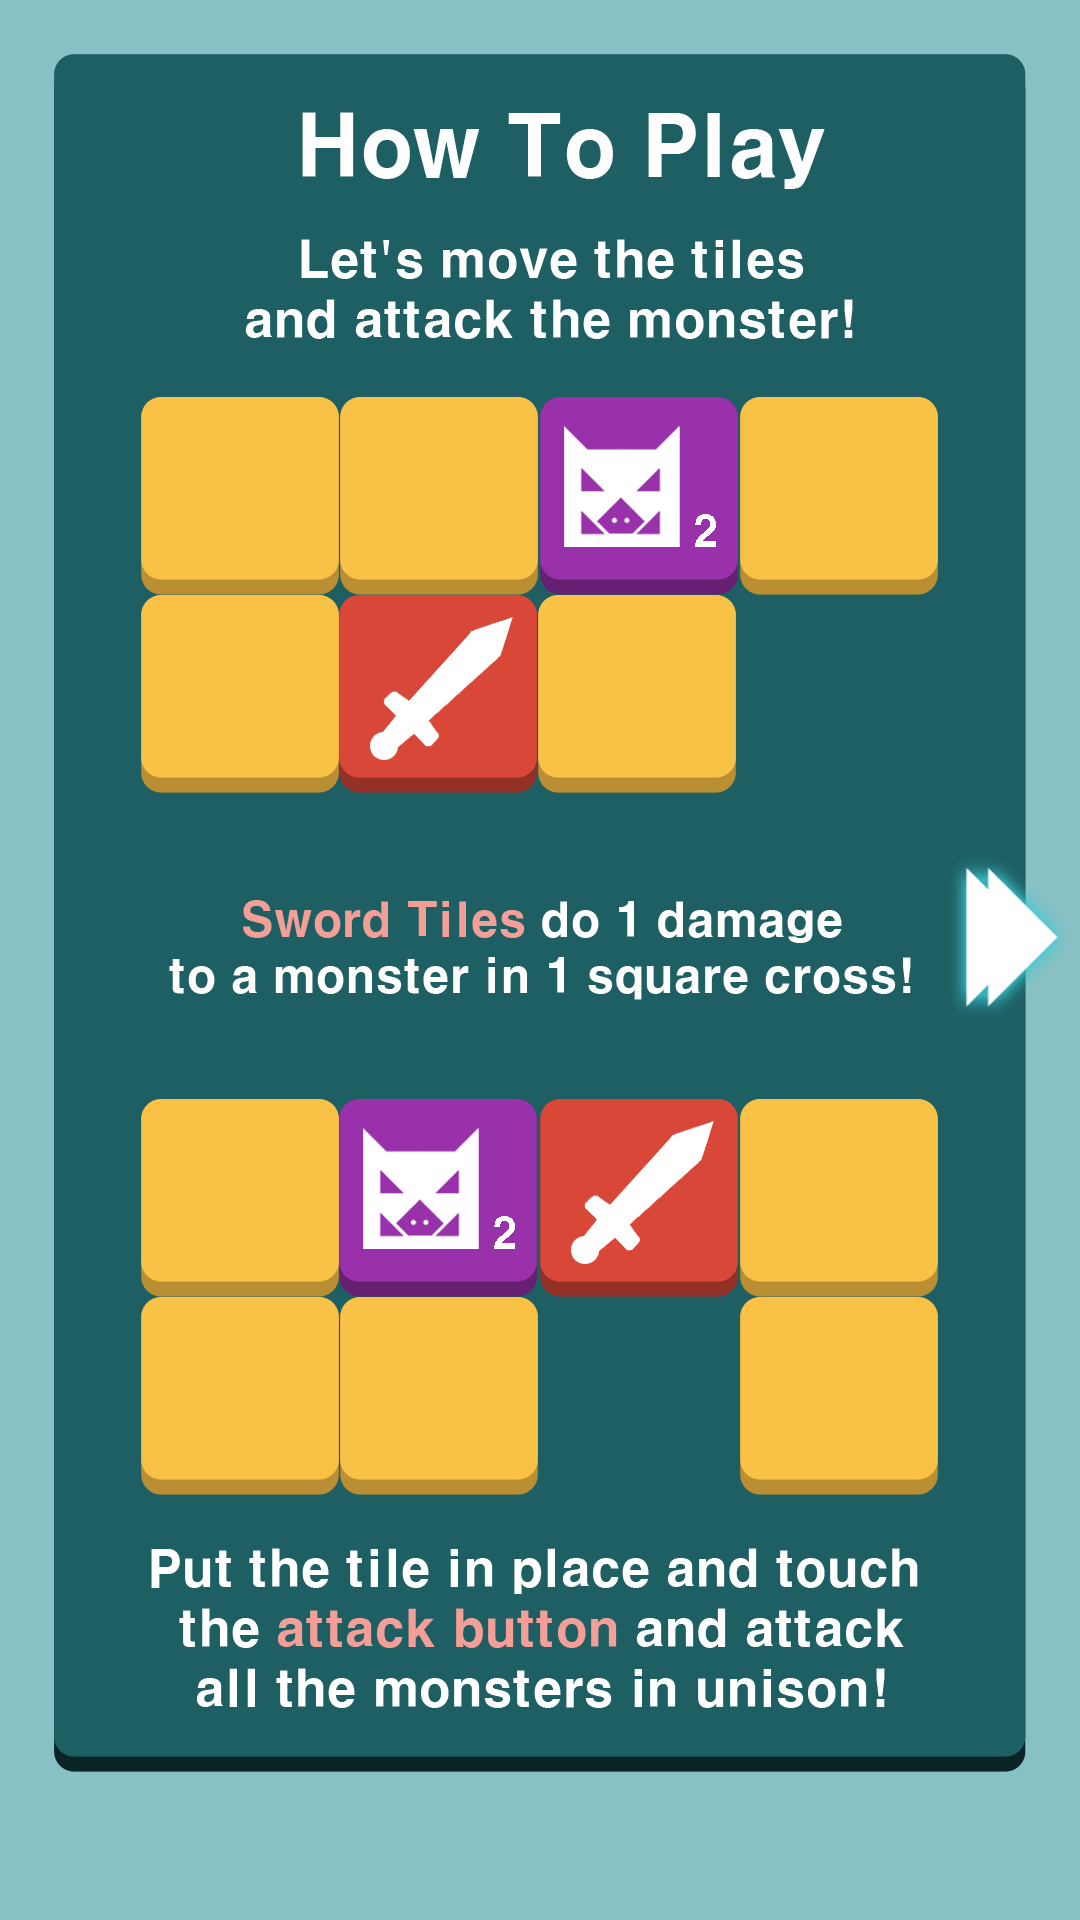 How To Play
Let's move the tiles
and attack the monster!
2
Sword Tiles do 1 damage
to a monster in 1 square cross!
2
Put the tile in place and touch
the attack button and attack
all the monsters in unison!